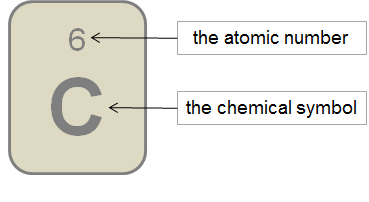 6
the atomic number
C
the chemical symbol